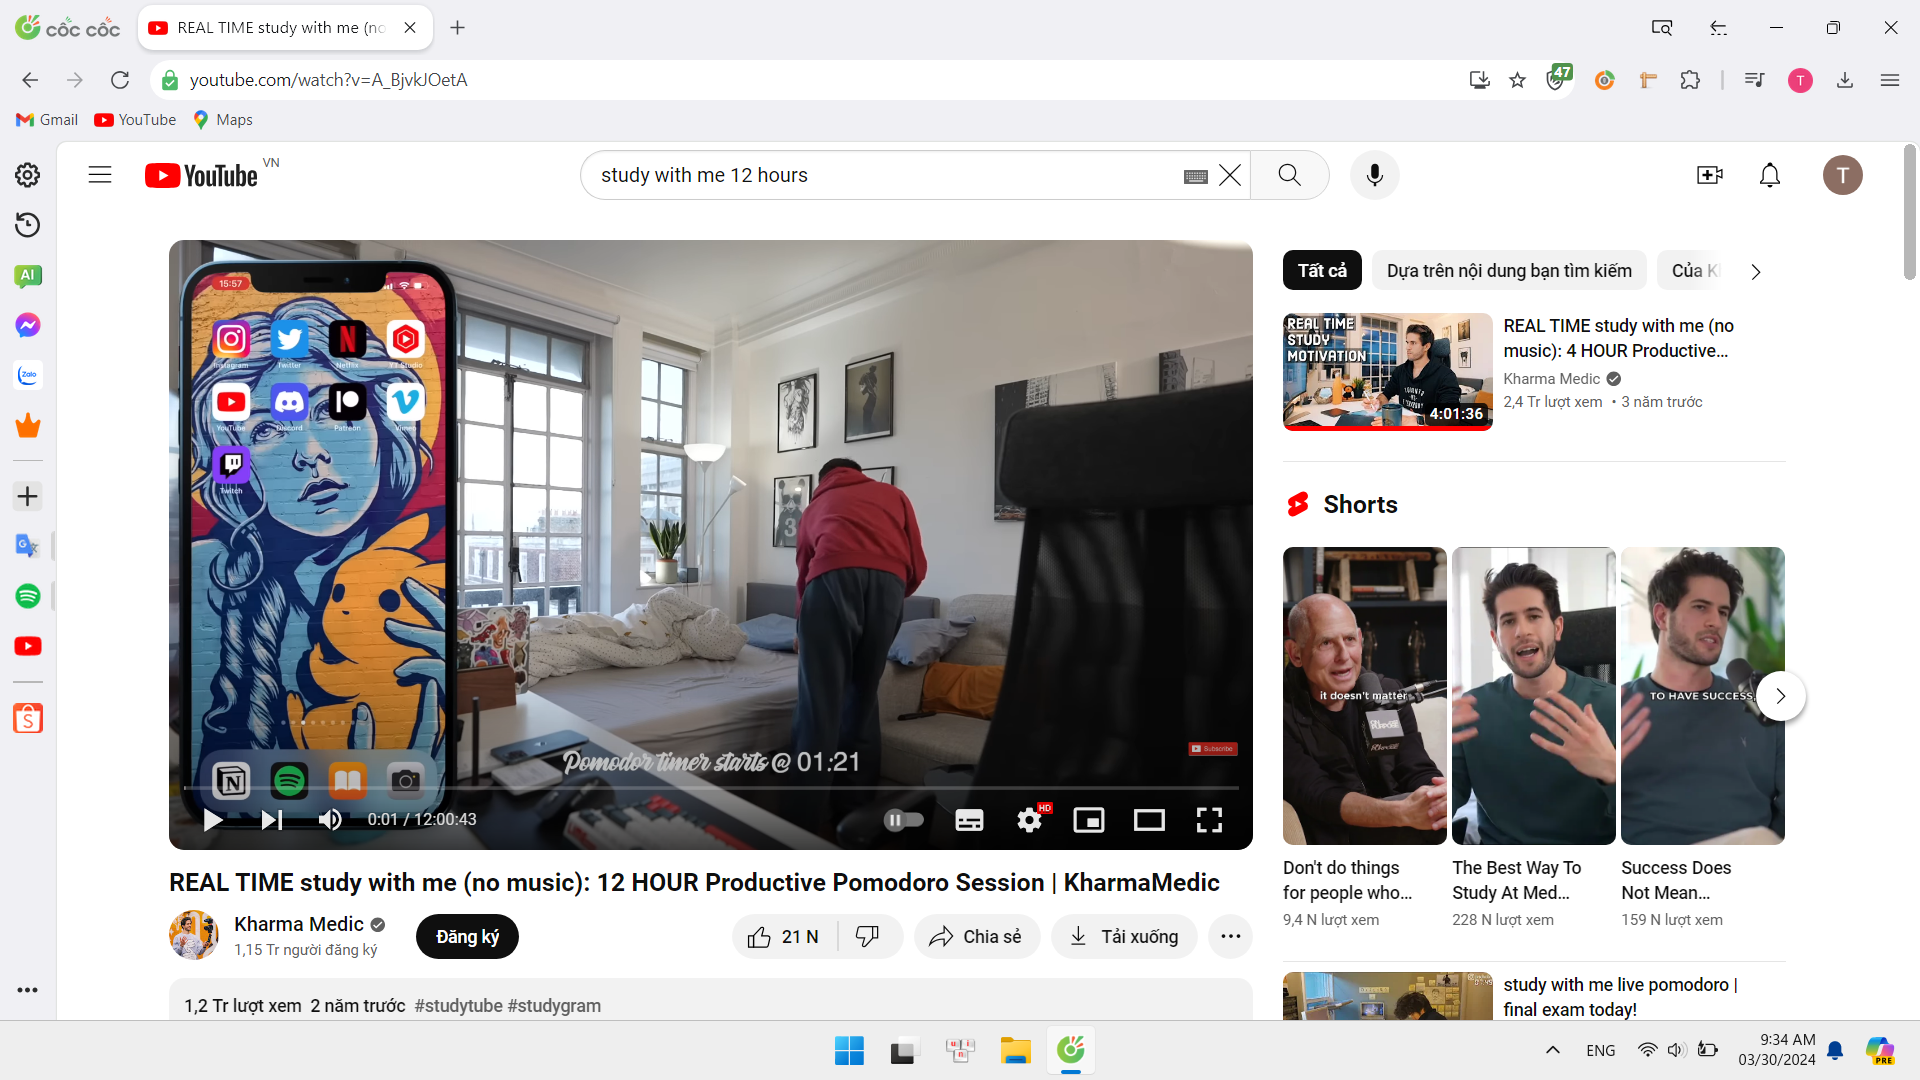 cốc cốc
REAL TIME study with me (no
youtube.com/watch?v=A_BjvkJOetA
47
T
Gmail
YouTube
Maps
YouTube VN
study with me 12 hours
T
AI
Zalo
15:57
Instagram
Twitter
Netflix
YT Studio
YouTube
Discord
Patreon
Vimeo
Twitch
Pomodor timer starts @ 01:21
Subscribe
0:01 / 12:00:43
HD
REAL TIME study with me (no music): 12 HOUR Productive Pomodoro Session | KharmaMedic
Kharma Medic
1,15 Tr người đăng ký
Đăng ký
21 N
Chia sẻ
Tải xuống
1,2 Tr lượt xem 2 năm trước #studytube #studygram
Tất cả
Dựa trên nội dung bạn tìm kiếm
Của
REAL TIME
STUDY
MOTIVATION
4:01:36
REAL TIME study with me (no
music): 4 HOUR Productive...
Kharma Medic
2,4 Tr lượt xem • 3 năm trước
Shorts
it doesn't matter
TO HAVE SUCCESS,
Don't do things
for people who...
9,4 N lượt xem
The Best Way To
Study At Med...
228 N lượt xem
Success Does
Not Mean...
159 N lượt xem
study with me live pomodoro |
final exam today!
ENG
9:34 AM
03/30/2024
PRE